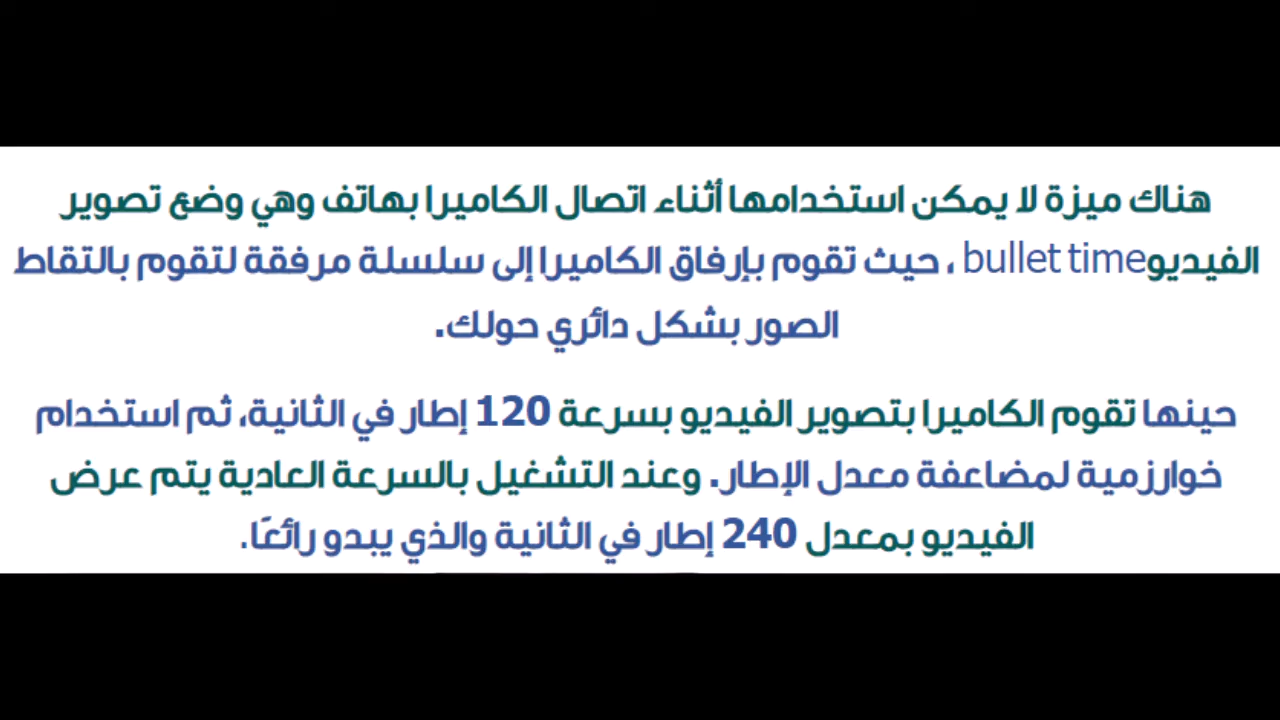 هناك ميزة لا يمكن استخدامها أثناء اتصال الكاميرا بهاتف وهي وضع تصوير
الفيديوbullet time ، حيث تقوم بإرفاق الكاميرا إلى سلسلة مرفقة لتقوم بالتقاط
الصور بشكل دائري حولك.
حينها تقوم الكاميرا بتصوير الفيديو بسرعة 120 إطار في الثانية، ثم استخدام
خوارزمية لمضاعفة معدل الإطار. وعند التشغيل بالسرعة العادية يتم عرض
الفيديو بمعدل 240 إطار في الثانية والذي يبدو رائعًا.